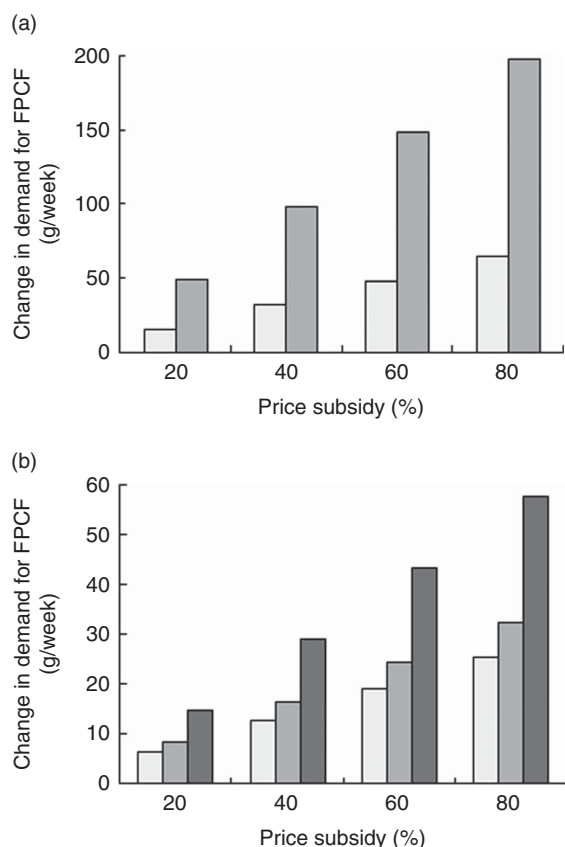 (a)
200
150
100
50
0
Change in demand for FPCF
(g/week)
20 40 60 80
Price subsidy (%)
(b)
60
50
40
30
20
10
0
Change in demand for FPCF
(g/week)
20 40 60 80
Price subsidy (%)